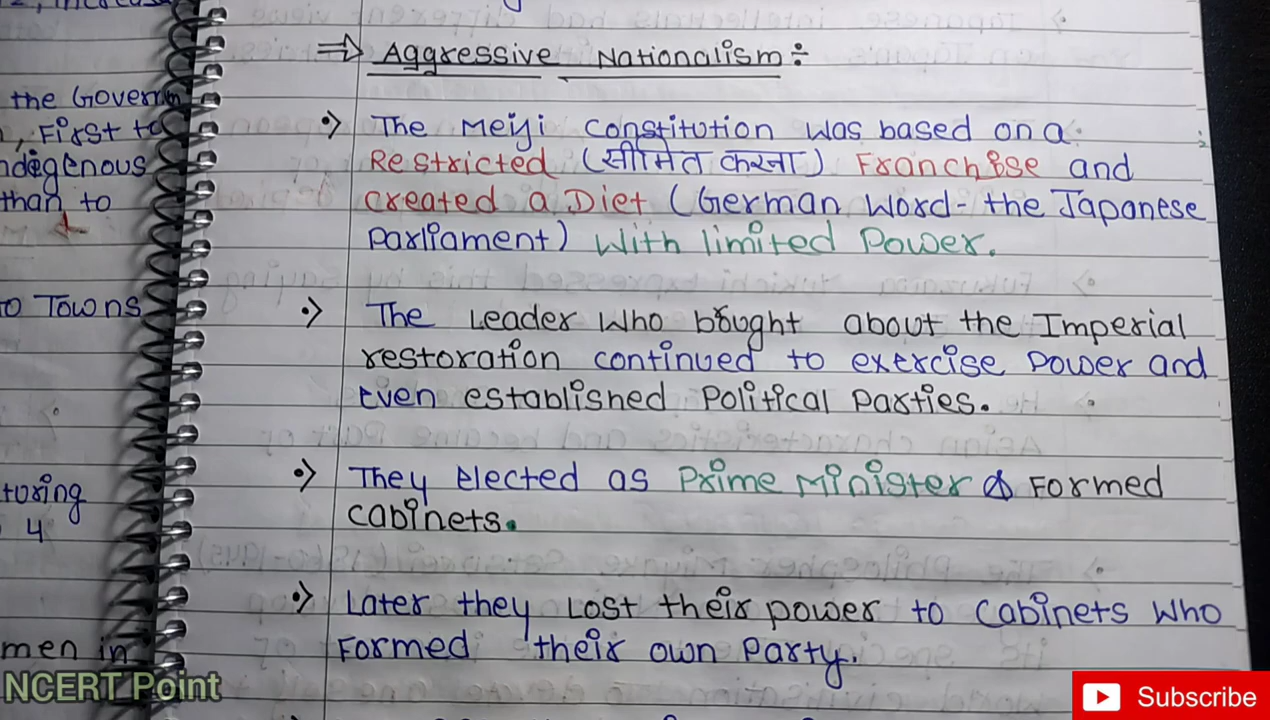 ⇒ Aggressive Nationalism ÷
the Govern
•> The Meiji constitution was based on a
, First to
Restricted (सीमित करना) Franchise and
ndegenous
created a Diet (German word - the Japanese
than to
Parliament) with limited Power.
o Towns
•> The Leader who bought about the Imperial
restoration continued to exercise power and
Even established Political Parties.
turing
•> They Elected as Prime Minister & Formed
4
cabinets.
•> Later they Lost their power to cabinets who
men in
Formed their own Party.
NCERT Point
Subscribe